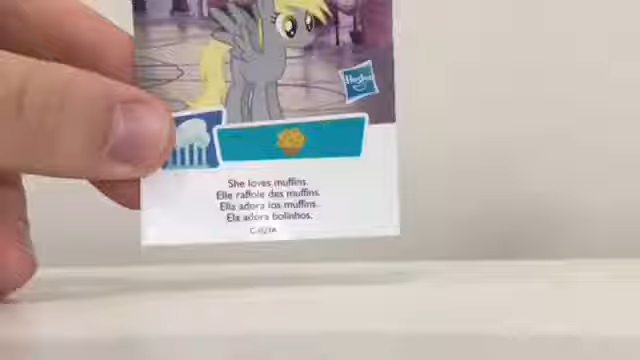 Hasbro
She loves muffins.
Elle raffole des muffins.
Ella adora los muffins.
Ela adora bolinhos.